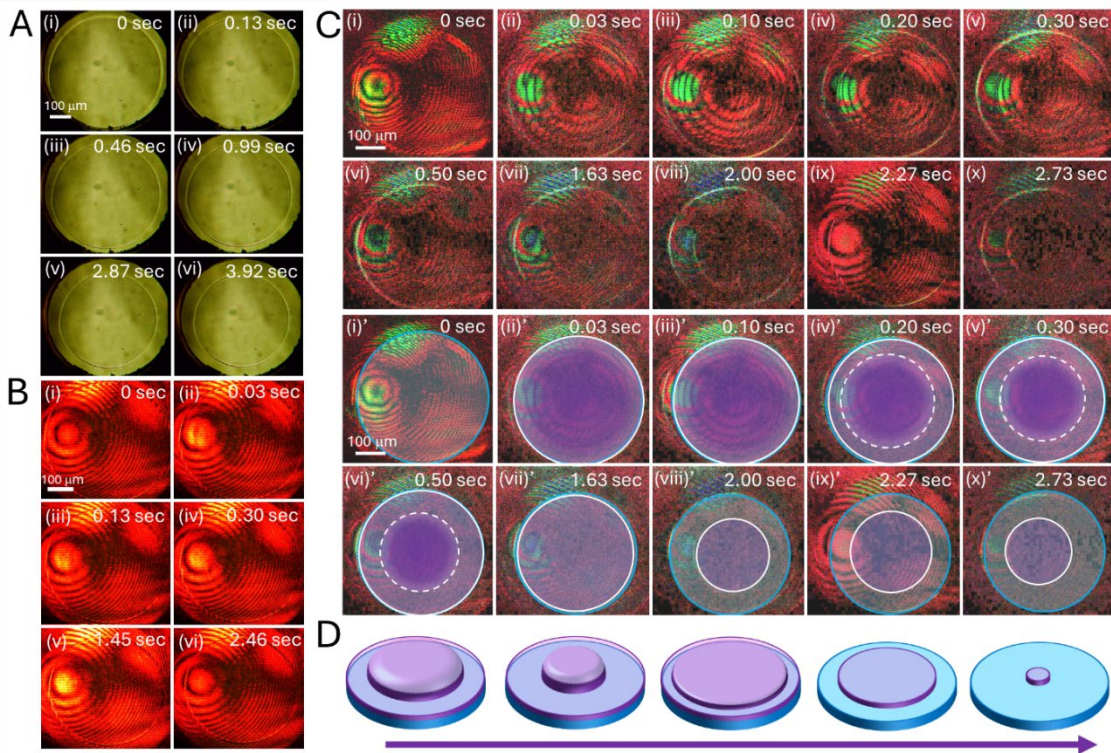 A
(i) 0 sec
100 μm
(ii) 0.13 sec
(iii) 0.46 sec
(iv) 0.99 sec
(v) 2.87 sec
(vi) 3.92 sec
B
(i) 0 sec
100 μm
(ii) 0.03 sec
(iii) 0.13 sec
(iv) 0.30 sec
(v) 1.45 sec
(vi) 2.46 sec
C
(i) 0 sec
100 μm
(ii) 0.03 sec
(iii) 0.10 sec
(iv) 0.20 sec
(v) 0.30 sec
(vi) 0.50 sec
(vii) 1.63 sec
(viii) 2.00 sec
(ix) 2.27 sec
(x) 2.73 sec
(i)' 0 sec
100 μm
(ii)' 0.03 sec
(iii)' 0.10 sec
(iv)' 0.20 sec
(v)' 0.30 sec
(vi)' 0.50 sec
(vii)' 1.63 sec
(viii)' 2.00 sec
(ix)' 2.27 sec
(x)' 2.73 sec
D